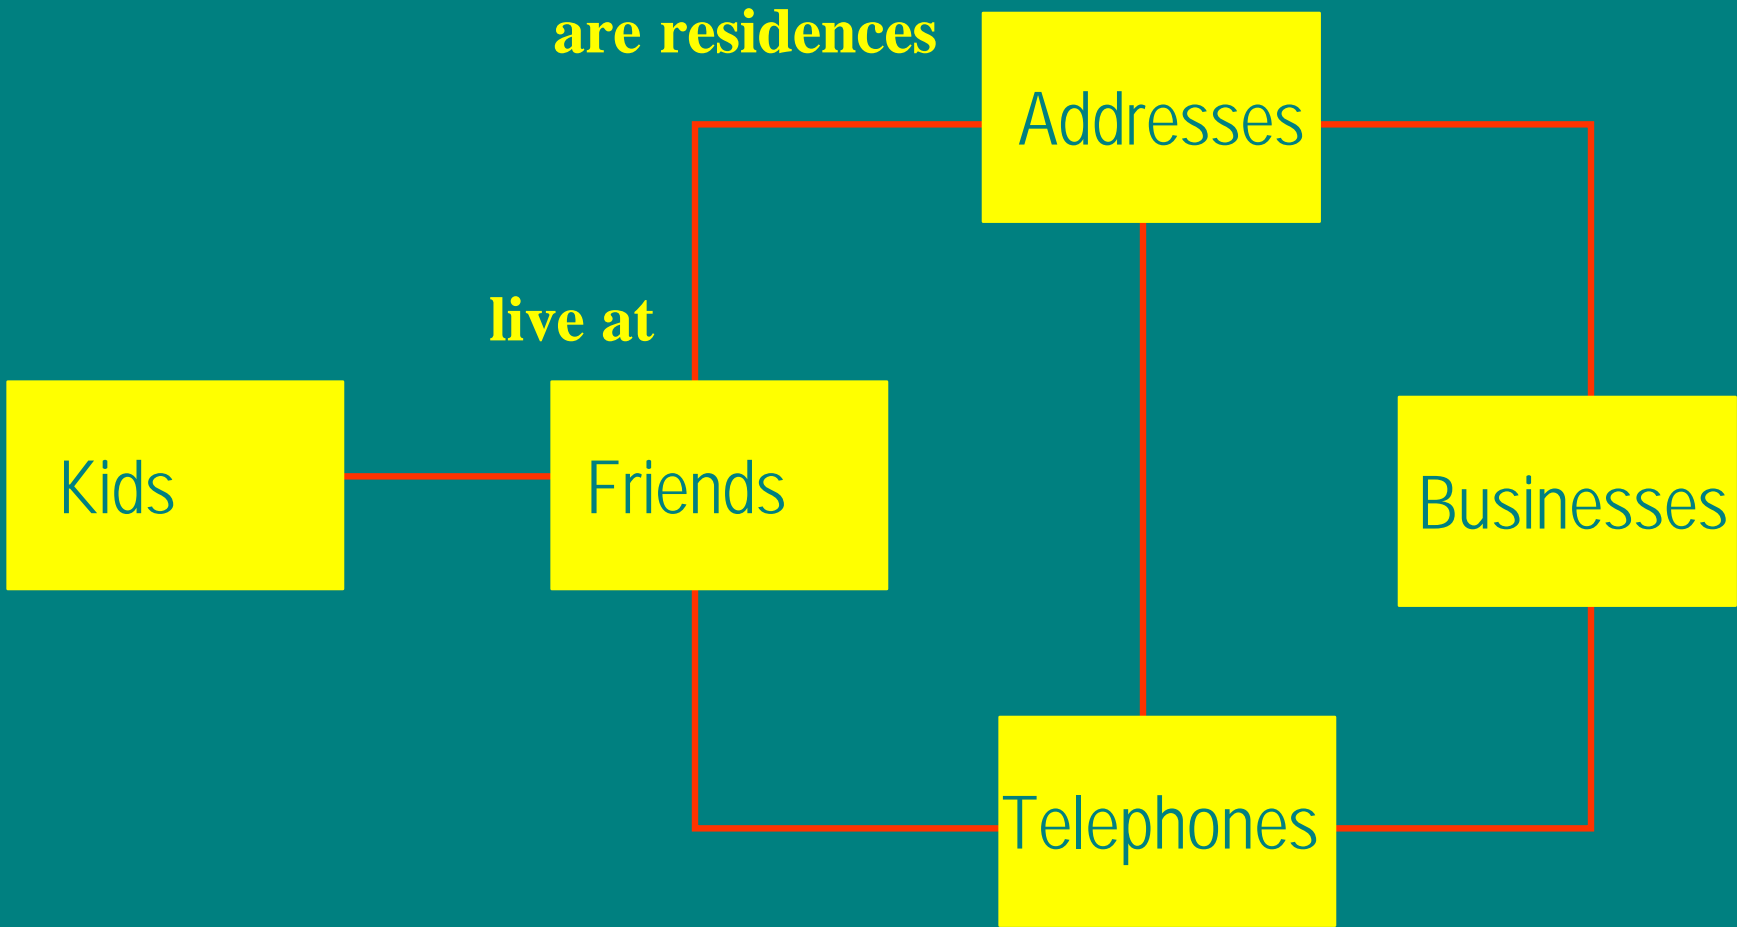 are residences
Addresses
live at
Kids
Friends
Businesses
Telephones